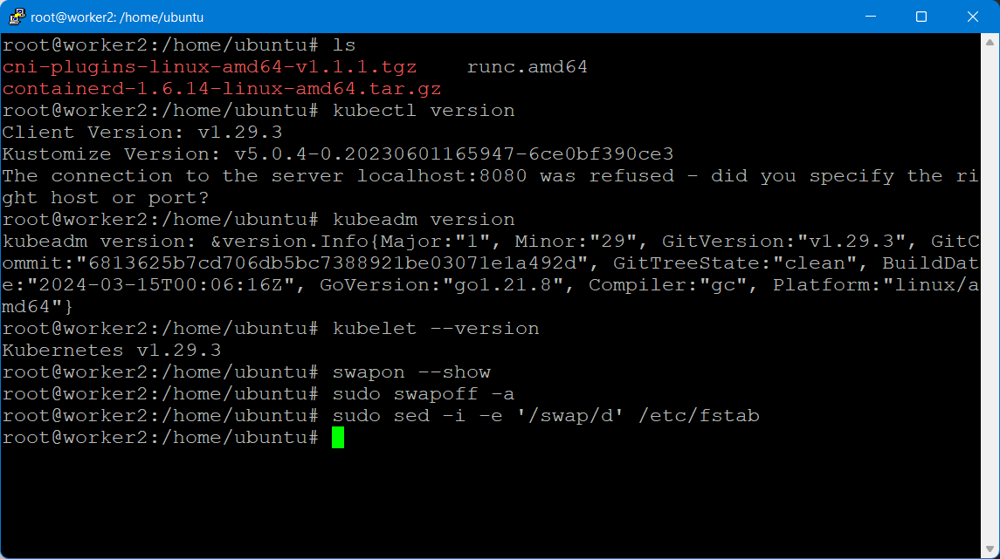 root@worker2: /home/ubuntu
root@worker2:/home/ubuntu# ls
cni-plugins-linux-amd64-v1.1.1.tgz    runc.amd64
containerd-1.6.14-linux-amd64.tar.gz
root@worker2:/home/ubuntu# kubectl version
Client Version: v1.29.3
Kustomize Version: v5.0.4-0.20230601165947-6ce0bf390ce3
The connection to the server localhost:8080 was refused - did you specify the ri
ght host or port?
root@worker2:/home/ubuntu# kubeadm version
kubeadm version: &version.Info{Major:"1", Minor:"29", GitVersion:"v1.29.3", GitC
ommit:"6813625b7cd706db5bc7388921be03071e1a492d", GitTreeState:"clean", BuildDat
e:"2024-03-15T00:06:16Z", GoVersion:"go1.21.8", Compiler:"gc", Platform:"linux/a
md64"}
root@worker2:/home/ubuntu# kubelet --version
Kubernetes v1.29.3
root@worker2:/home/ubuntu# swapon --show
root@worker2:/home/ubuntu# sudo swapoff -a
root@worker2:/home/ubuntu# sudo sed -i -e '/swap/d' /etc/fstab
root@worker2:/home/ubuntu#